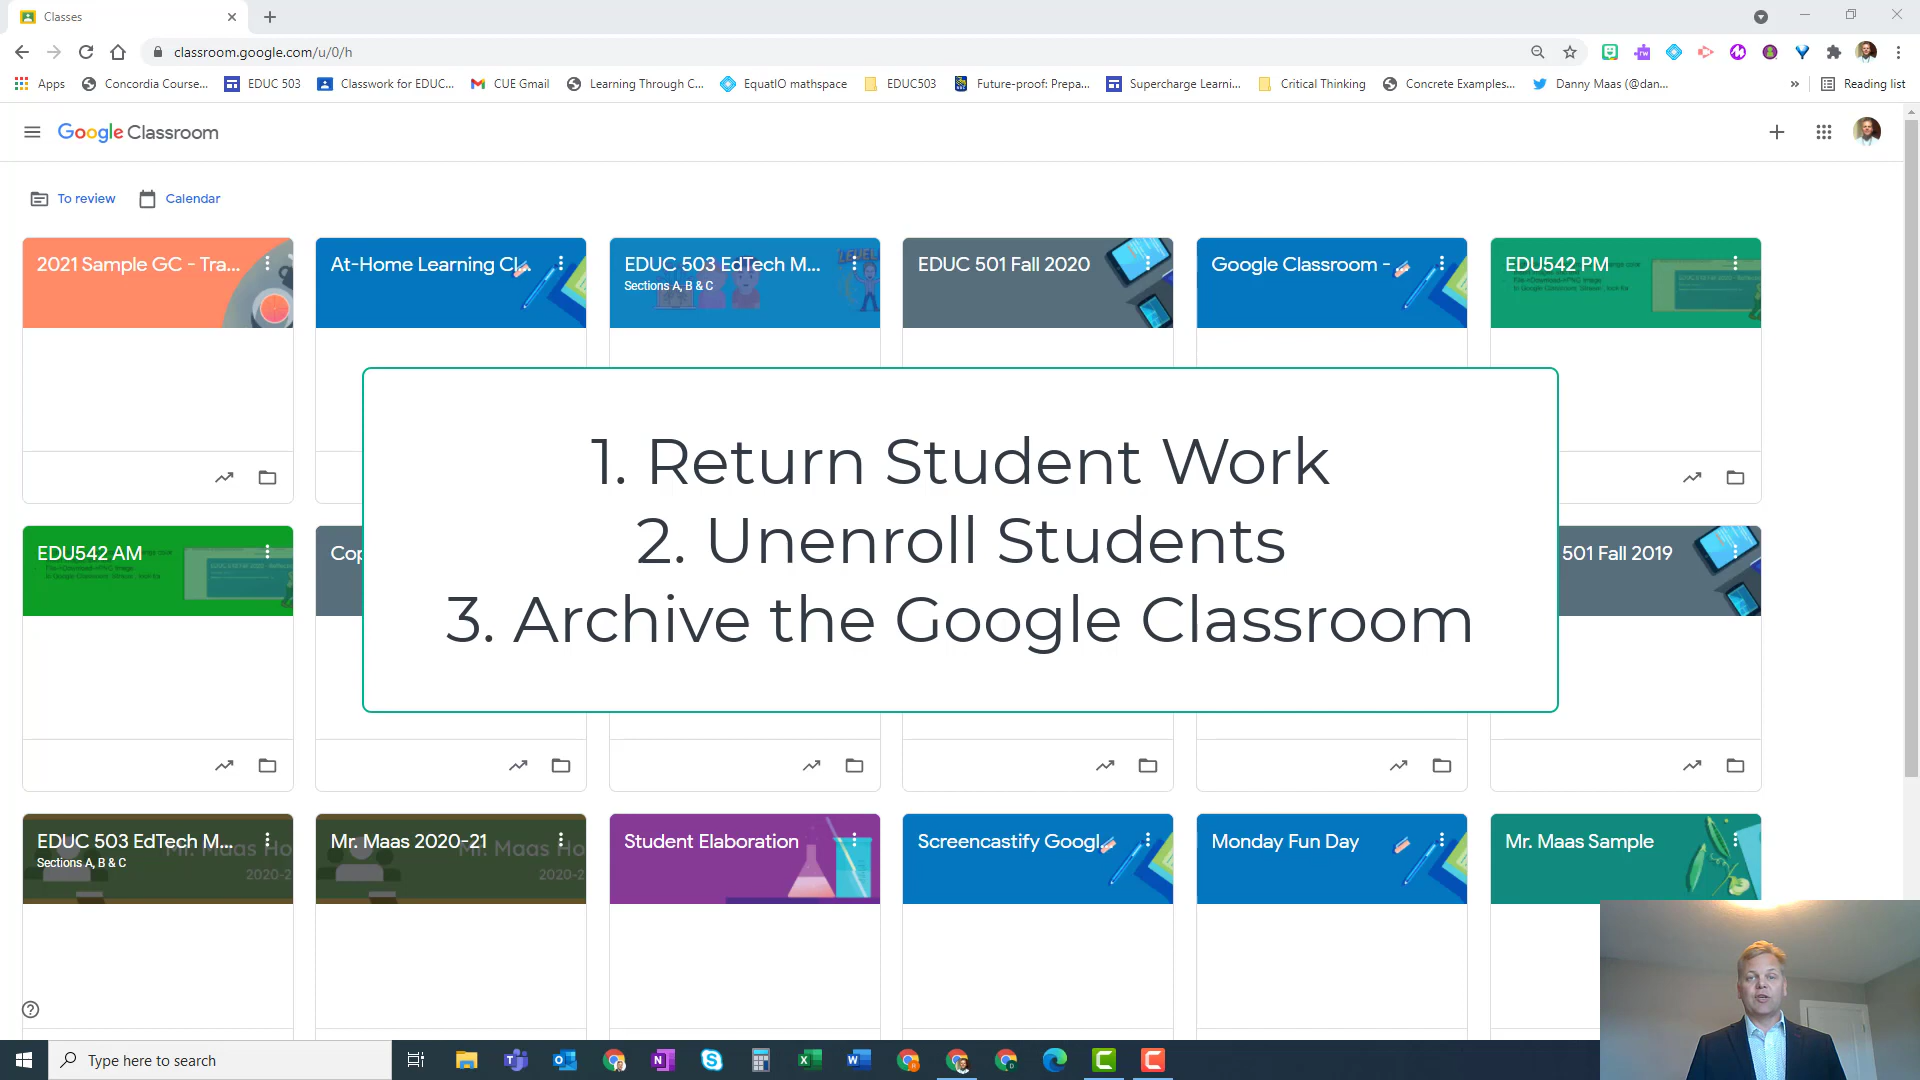 Classes
classroom.google.com/u/0/h
Apps
Concordia Course...
EDUC 503
Classwork for EDUC...
CUE Gmail
Learning Through C...
EquatIO mathspace
EDUC503
Future-proof: Prepa...
Supercharge Learni...
Critical Thinking
Concrete Examples...
Danny Maas (@dan...
Reading list
Google Classroom
To review
Calendar
2021 Sample GC - Tra...
At-Home Learning Cl...
EDUC 503 EdTech M...
Sections A, B & C
EDUC 501 Fall 2020
Google Classroom -
EDU542 PM
1. Return Student Work
2. Unenroll Students
3. Archive the Google Classroom
EDU542 AM
Cop
501 Fall 2019
EDUC 503 EdTech M...
Sections A, B & C
Mr. Maas 2020-21
Student Elaboration
Screencastify Googl...
Monday Fun Day
Mr. Maas Sample
Type here to search